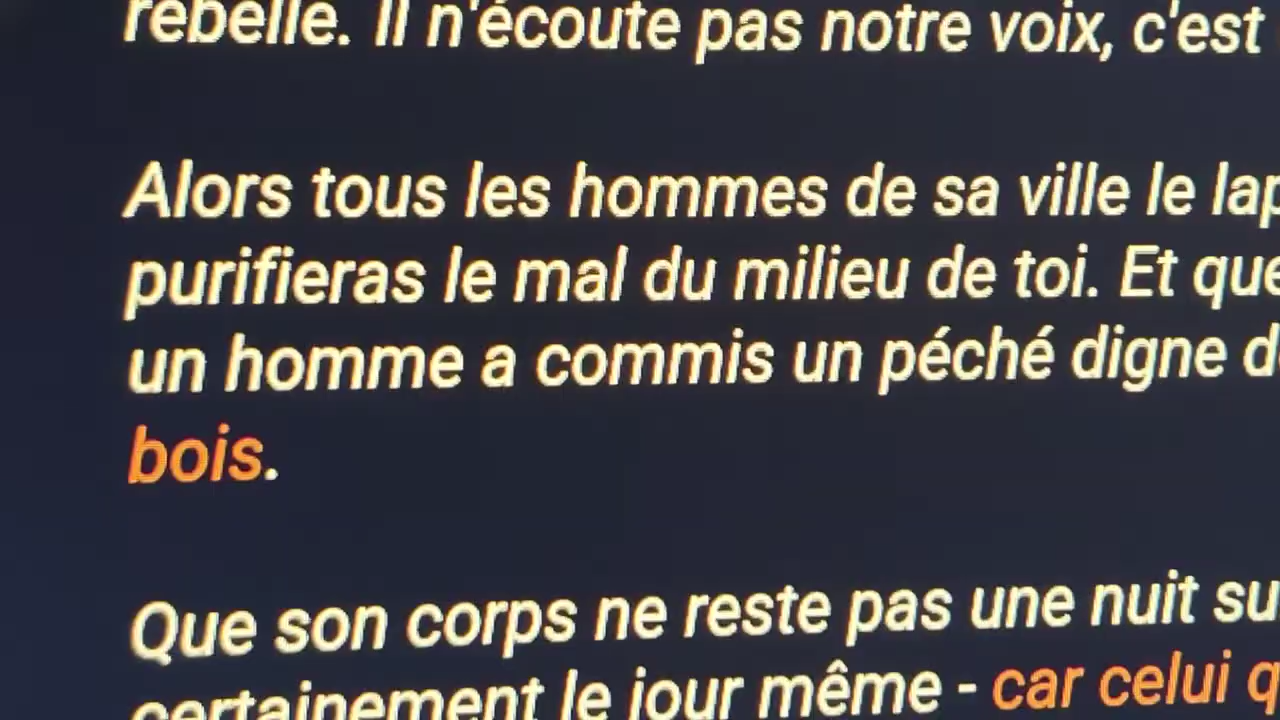 rebelle. Il n'écoute pas notre voix, c'est
Alors tous les hommes de sa ville le
purifieras le mal du milieu de toi. Et que
un homme a commis un péché digne
bois.
Que son corps ne reste pas une nuit
certainement le jour même - car celui